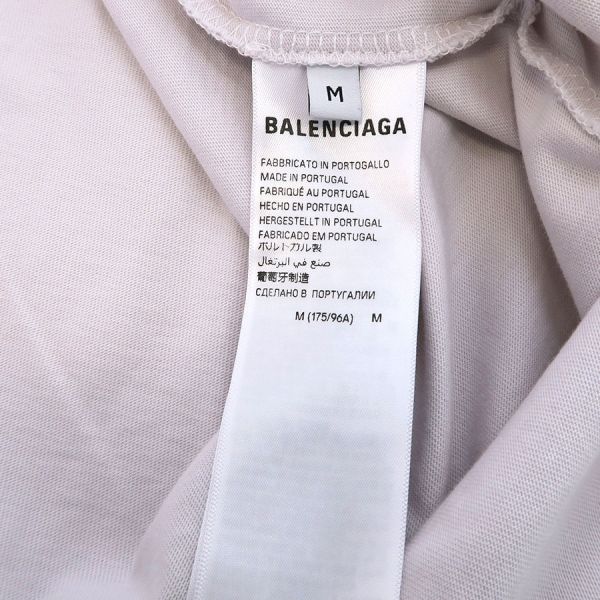 M
BALENCIAGA
FABBRICATO IN PORTOGALLO
MADE IN PORTUGAL
FABRIQUÉ AU PORTUGAL
HECHO EN PORTUGAL
HERGESTELLT IN PORTUGAL
FABRICADO EM PORTUGAL
ポルトガル製
صنع في البرتغال
葡萄牙制造
СДЕЛАНО В ПОРТУГАЛИИ
M (175/96A) M